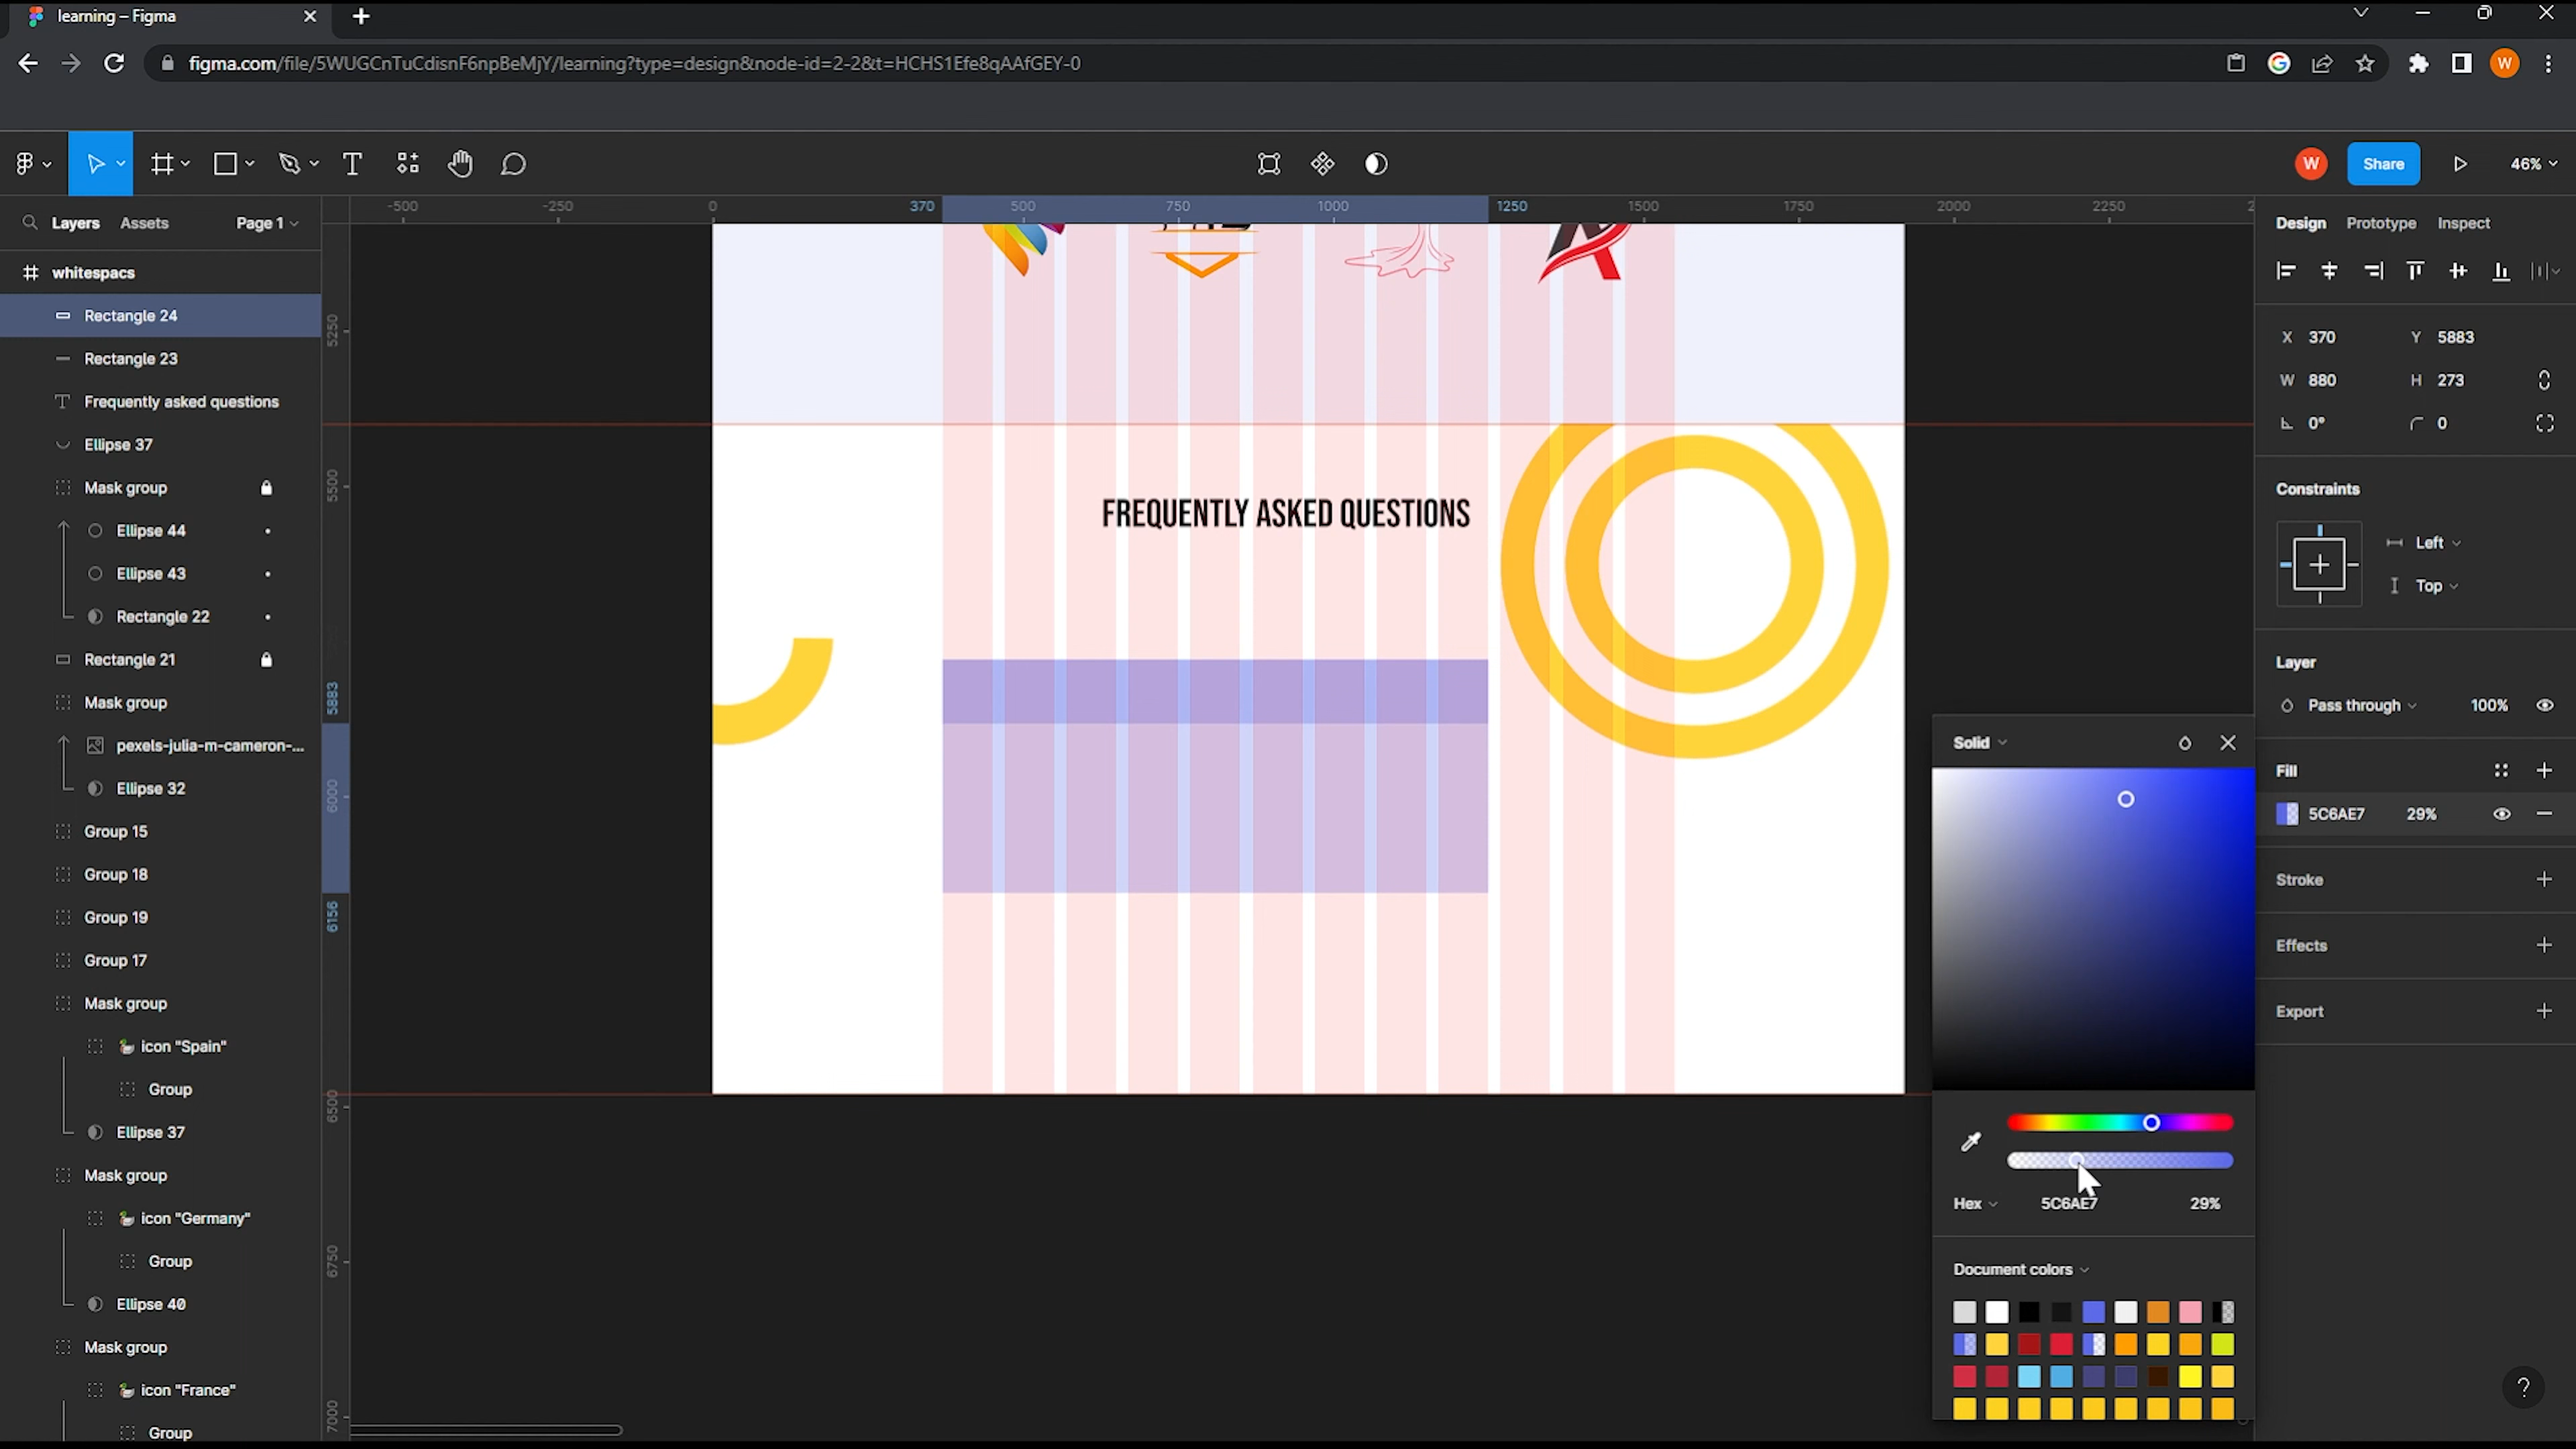 learning – Figma
figma.com/file/5WUGCnTuCdisnF6npBeMjY/learning?type=design&node-id=2-2&t=HCHS1Efe8qAAfGEY-0
W
W
Share
46%
Layers
Assets
Page 1
-500
-250
0
370
500
750
1000
1250
1500
1750
2000
2250
2
Design
Prototype
Inspect
whitespacs
Rectangle 24
Rectangle 23
Frequently asked questions
Ellipse 37
Mask group
Ellipse 44
Ellipse 43
Rectangle 22
Rectangle 21
Mask group
pexels-julia-m-cameron-...
Ellipse 32
Group 15
Group 18
Group 19
Group 17
Mask group
icon "Spain"
Group
Ellipse 37
Mask group
icon "Germany"
Group
Ellipse 40
Mask group
icon "France"
Group
5250
5500
5883
6000
6156
6500
6750
7000
FREQUENTLY ASKED QUESTIONS
X 370 Y 5883
W 880 H 273
0° 0
Constraints
Left
Top
Layer
Pass through 100%
Fill
5C6AE7 29%
Stroke
Effects
Export
Solid
Hex 5C6AE7 29%
Document colors
?